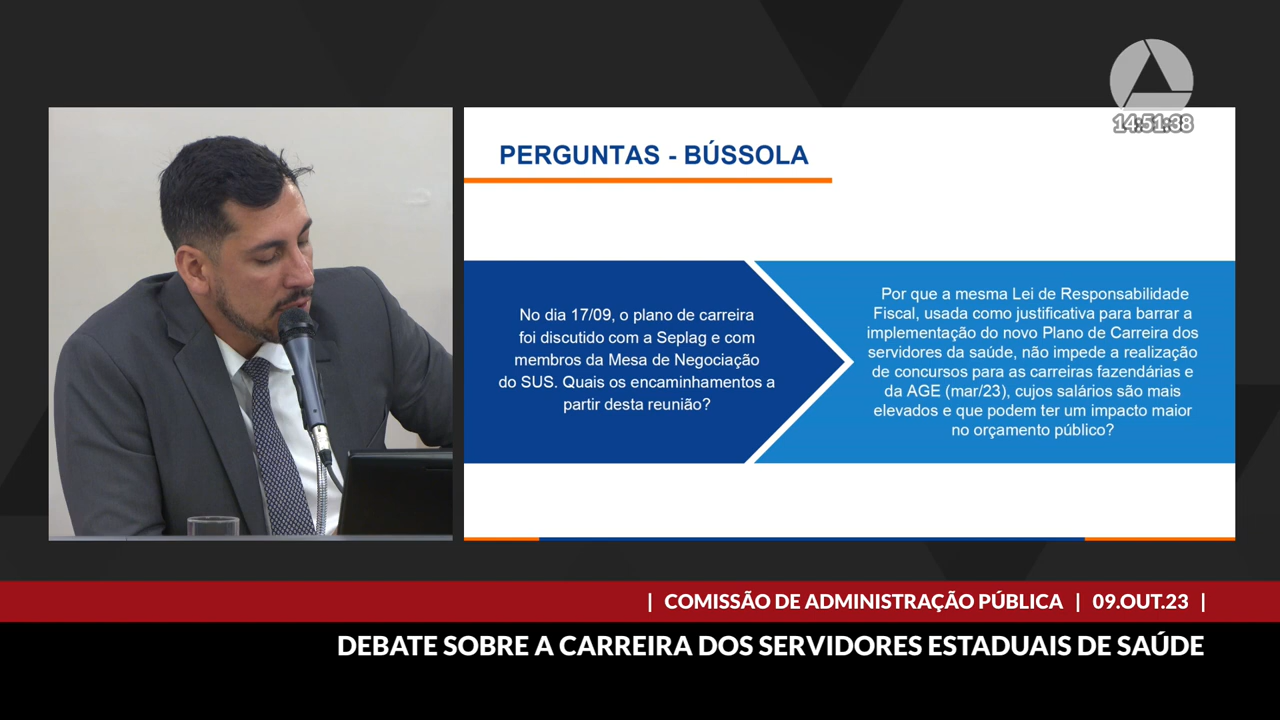 14:51:38
PERGUNTAS - BÚSSOLA
No dia 17/09, o plano de carreira
foi discutido com a Seplag e com
membros da Mesa de Negociação
do SUS. Quais os encaminhamentos a
partir desta reunião?
Por que a mesma Lei de Responsabilidade
Fiscal, usada como justificativa para barrar a
implementação do novo Plano de Carreira dos
servidores da saúde, não impede a realização
de concursos para as carreiras fazendárias e
da AGE (mar/23), cujos salários são mais
elevados e que podem ter um impacto maior
no orçamento público?
| COMISSÃO DE ADMINISTRAÇÃO PÚBLICA | 09.OUT.23 |
DEBATE SOBRE A CARREIRA DOS SERVIDORES ESTADUAIS DE SAÚDE